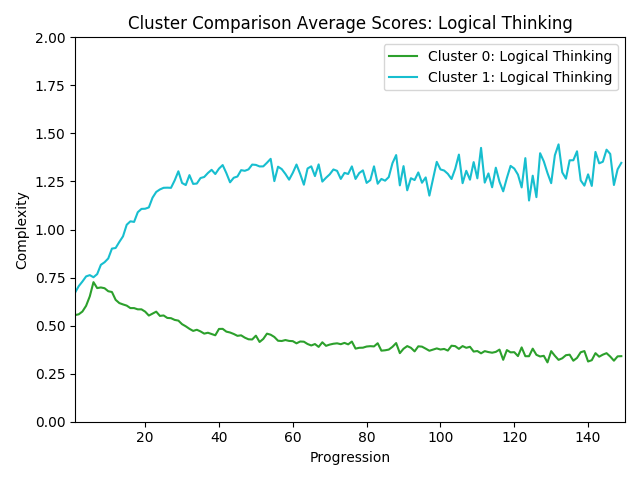 Cluster Comparison Average Scores: Logical Thinking
Cluster 0: Logical Thinking
Cluster 1: Logical Thinking
Complexity
2.00
1.75
1.50
1.25
1.00
0.75
0.50
0.25
0.00
20 40 60 80 100 120 140
Progression